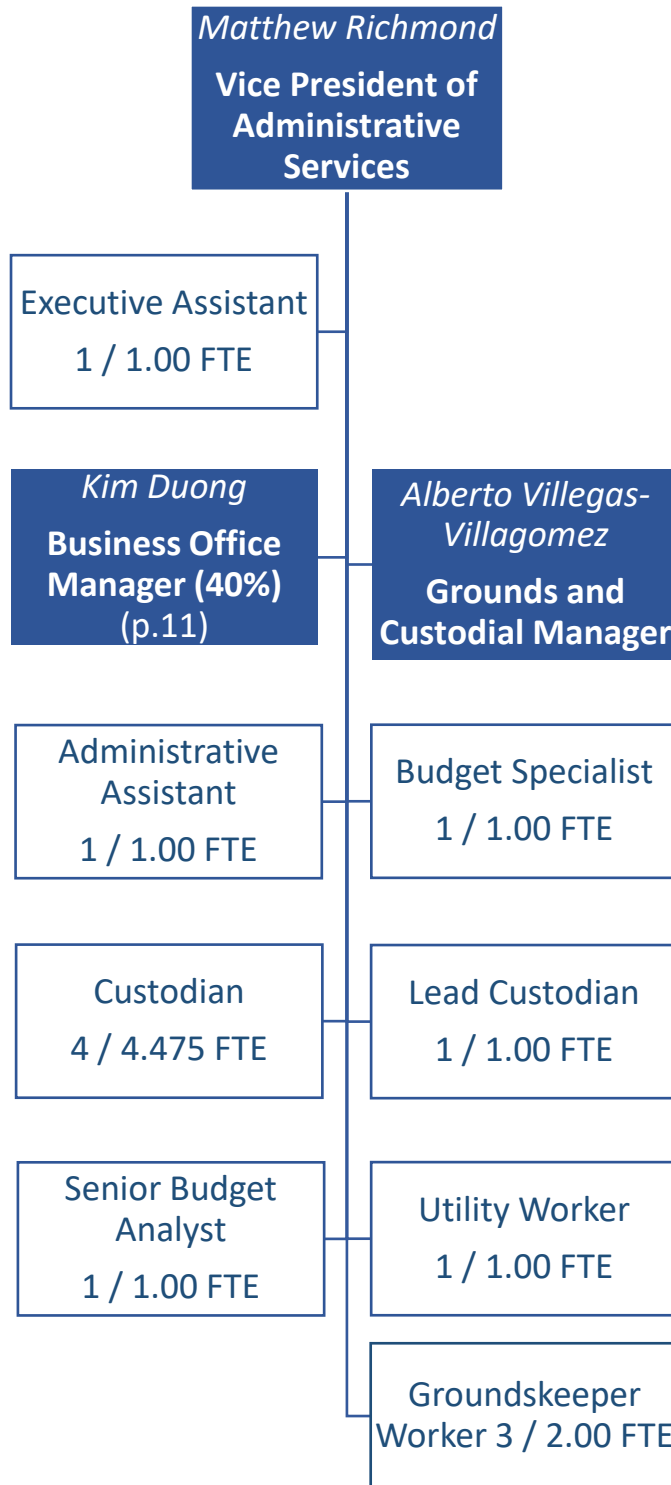 Matthew Richmond
Vice President of
Administrative
Services
Executive Assistant
1 / 1.00 FTE
Kim Duong
Business Office
Manager (40%)
(p.11)
Alberto Villegas-
Villagomez
Grounds and
Custodial Manager
Administrative
Assistant
1 / 1.00 FTE
Budget Specialist
1 / 1.00 FTE
Custodian
4 / 4.475 FTE
Lead Custodian
1 / 1.00 FTE
Senior Budget
Analyst
1 / 1.00 FTE
Utility Worker
1 / 1.00 FTE
Groundskeeper
Worker 3 / 2.00 FTE